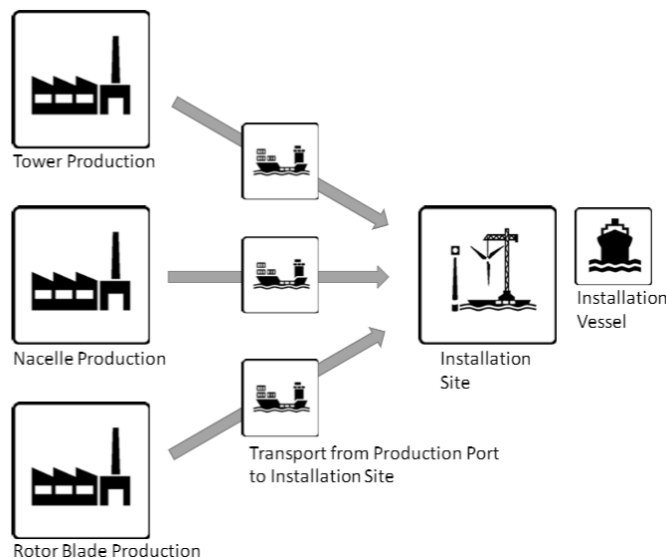 Tower Production
Nacelle Production
Rotor Blade Production
Transport from Production Port
to Installation Site
Installation
Site
Installation
Vessel